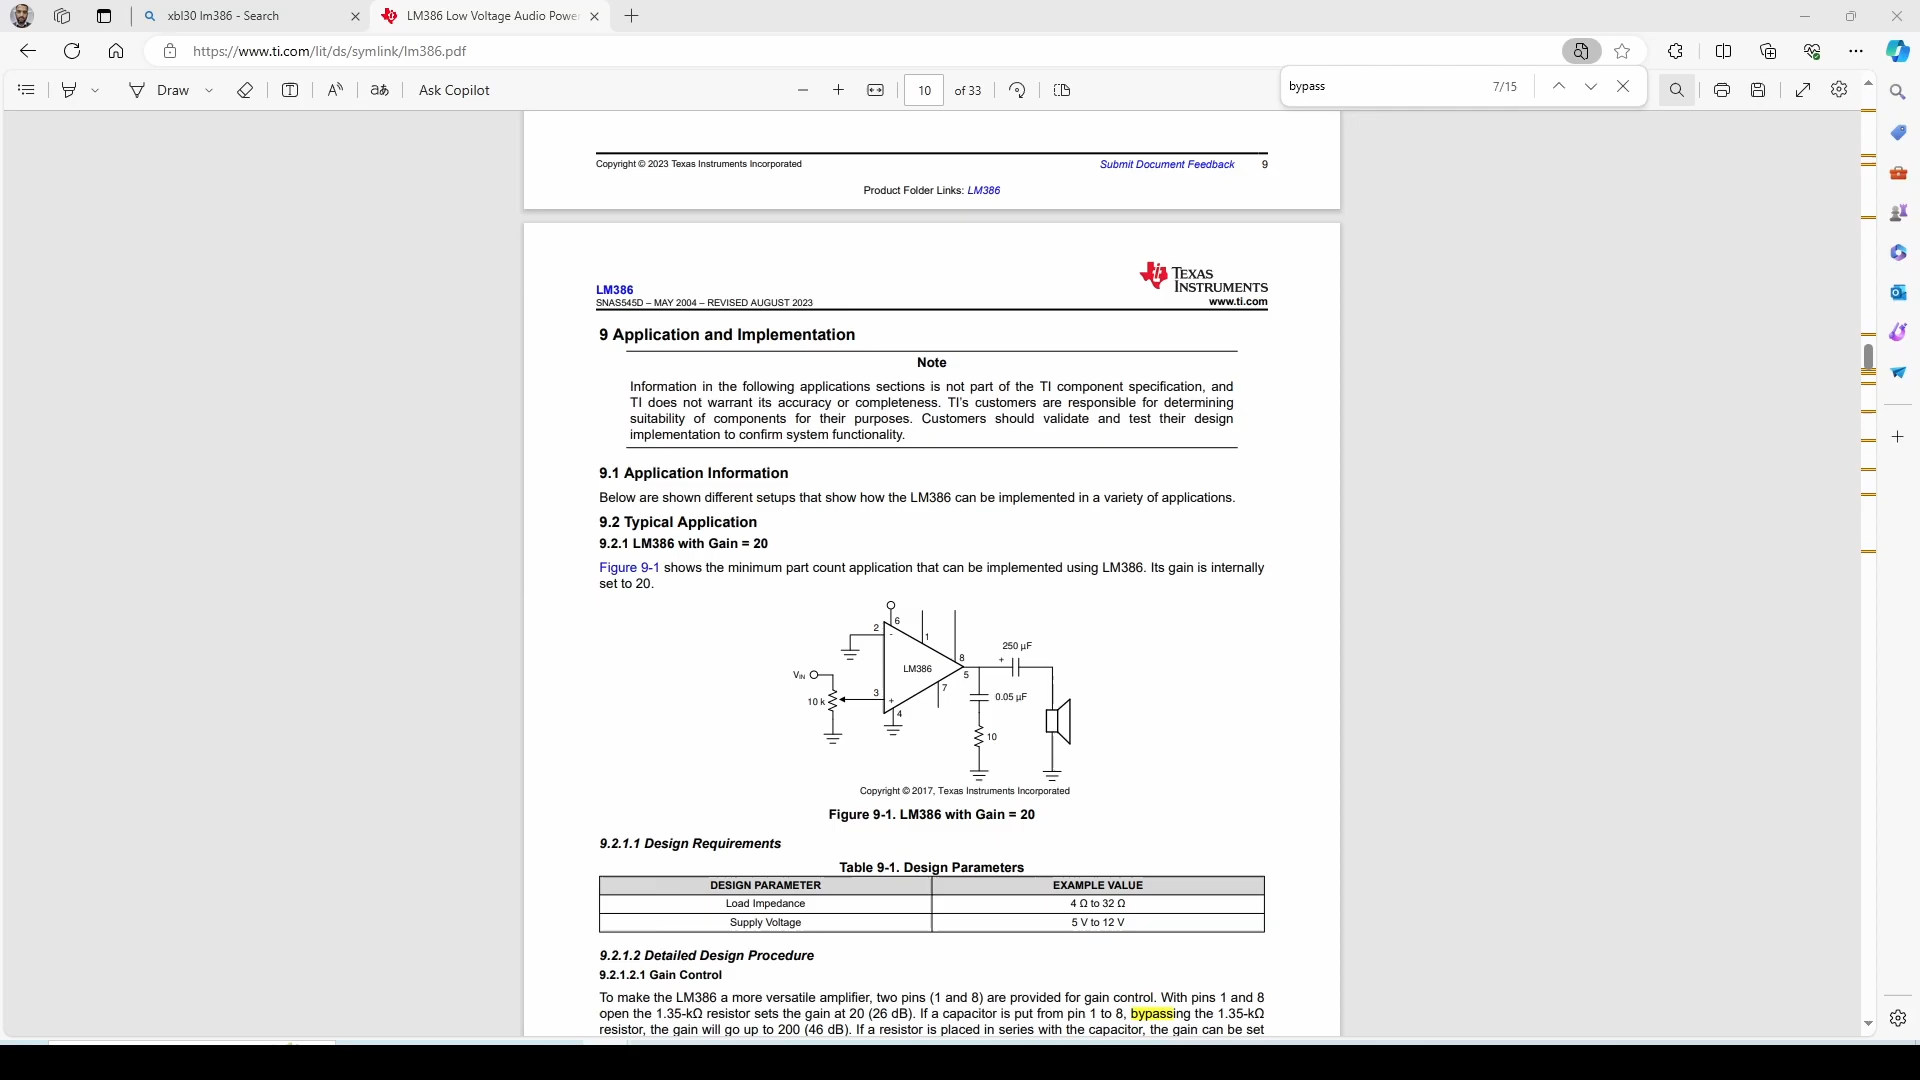 xbl30 lm386 - Search
LM386 Low Voltage Audio Power
https://www.ti.com/lit/ds/symlink/lm386.pdf
bypass
7/15
Draw
aあ
Ask Copilot
10 of 33
Copyright © 2023 Texas Instruments Incorporated
Submit Document Feedback 9
Product Folder Links: LM386
TEXAS
INSTRUMENTS
www.ti.com
LM386
SNAS545D – MAY 2004 – REVISED AUGUST 2023
9 Application and Implementation
Note
Information in the following applications sections is not part of the TI component specification, and
TI does not warrant its accuracy or completeness. TI's customers are responsible for determining
suitability of components for their purposes. Customers should validate and test their design
implementation to confirm system functionality.
9.1 Application Information
Below are shown different setups that show how the LM386 can be implemented in a variety of applications.
9.2 Typical Application
9.2.1 LM386 with Gain = 20
Figure 9-1 shows the minimum part count application that can be implemented using LM386. Its gain is internally
set to 20.
6
2
-
1
250 µF
+
8
LM386
5
VIN
3
7
0.05 µF
10 k
+
4
10
Copyright © 2017, Texas Instruments Incorporated
Figure 9-1. LM386 with Gain = 20
9.2.1.1 Design Requirements
Table 9-1. Design Parameters
DESIGN PARAMETER EXAMPLE VALUE
Load Impedance 4 Ω to 32 Ω
Supply Voltage 5 V to 12 V
9.2.1.2 Detailed Design Procedure
9.2.1.2.1 Gain Control
To make the LM386 a more versatile amplifier, two pins (1 and 8) are provided for gain control. With pins 1 and 8
open the 1.35-kΩ resistor sets the gain at 20 (26 dB). If a capacitor is put from pin 1 to 8, bypassing the 1.35-kΩ
resistor, the gain will go up to 200 (46 dB). If a resistor is placed in series with the capacitor, the gain can be set